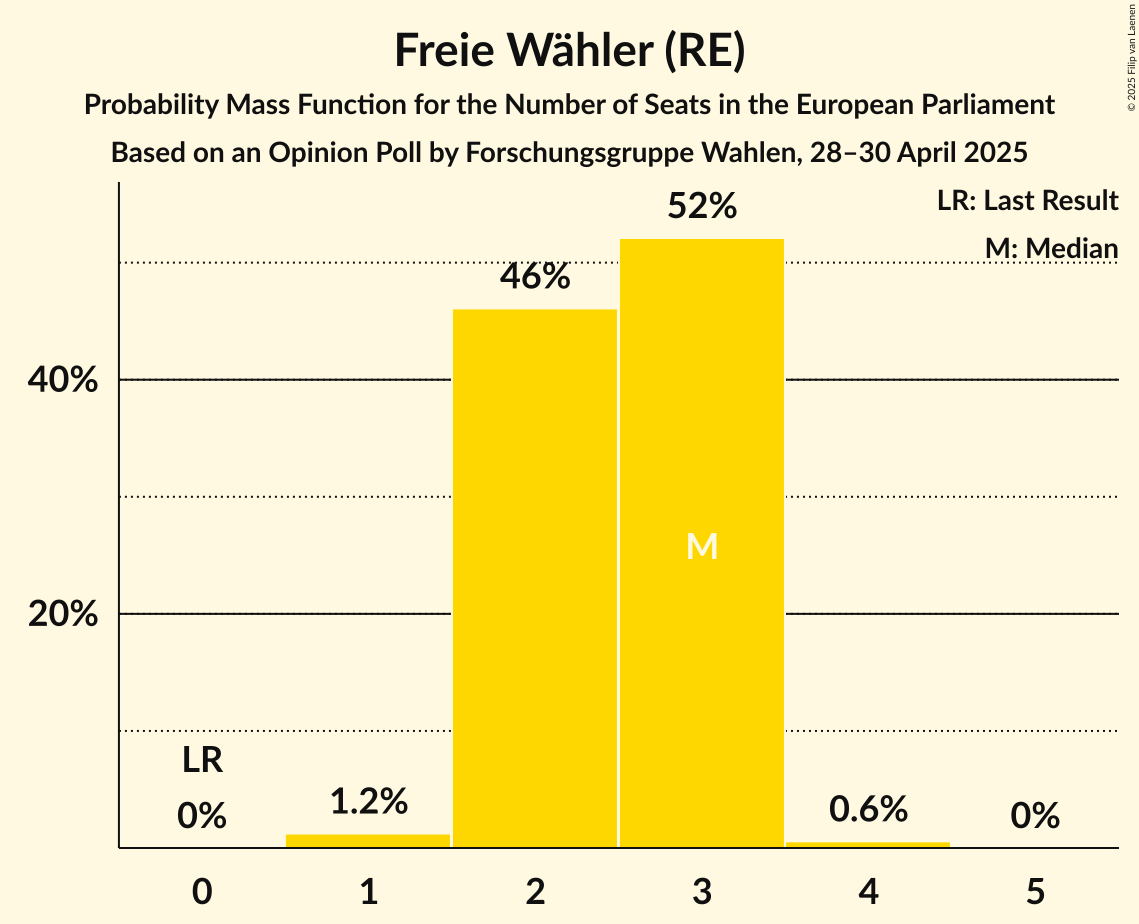 Freie Wähler (RE)
Probability Mass Function for the Number of Seats in the European Parliament
Based on an Opinion Poll by Forschungsgruppe Wahlen, 28–30 April 2025
© 2025 Filip van Laenen
LR: Last Result
M: Median
52%
46%
40%
M
20%
LR
0%
1.2%
0.6%
0%
0 1 2 3 4 5